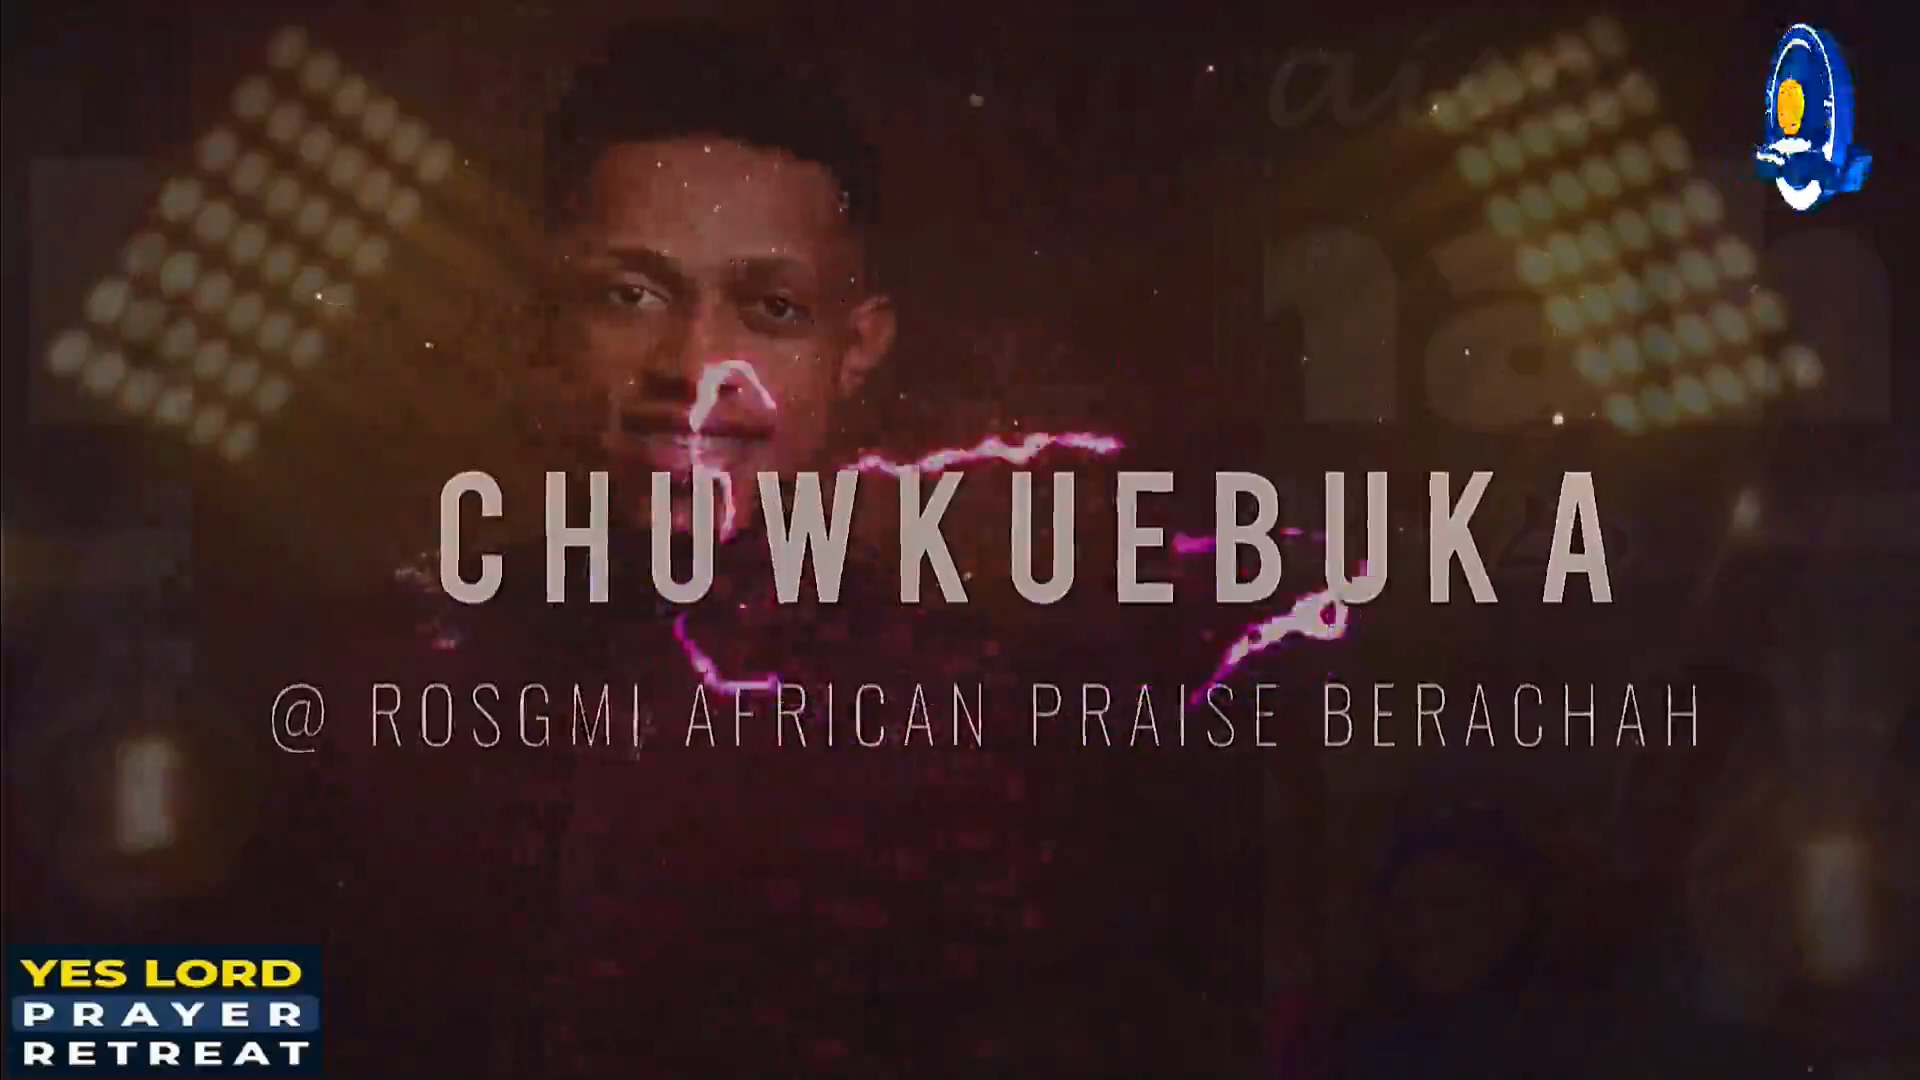 CHUWKUEBUKA
@ ROSGMI AFRICAN PRAISE BERACHAH
YES LORD
PRAYER
RETREAT